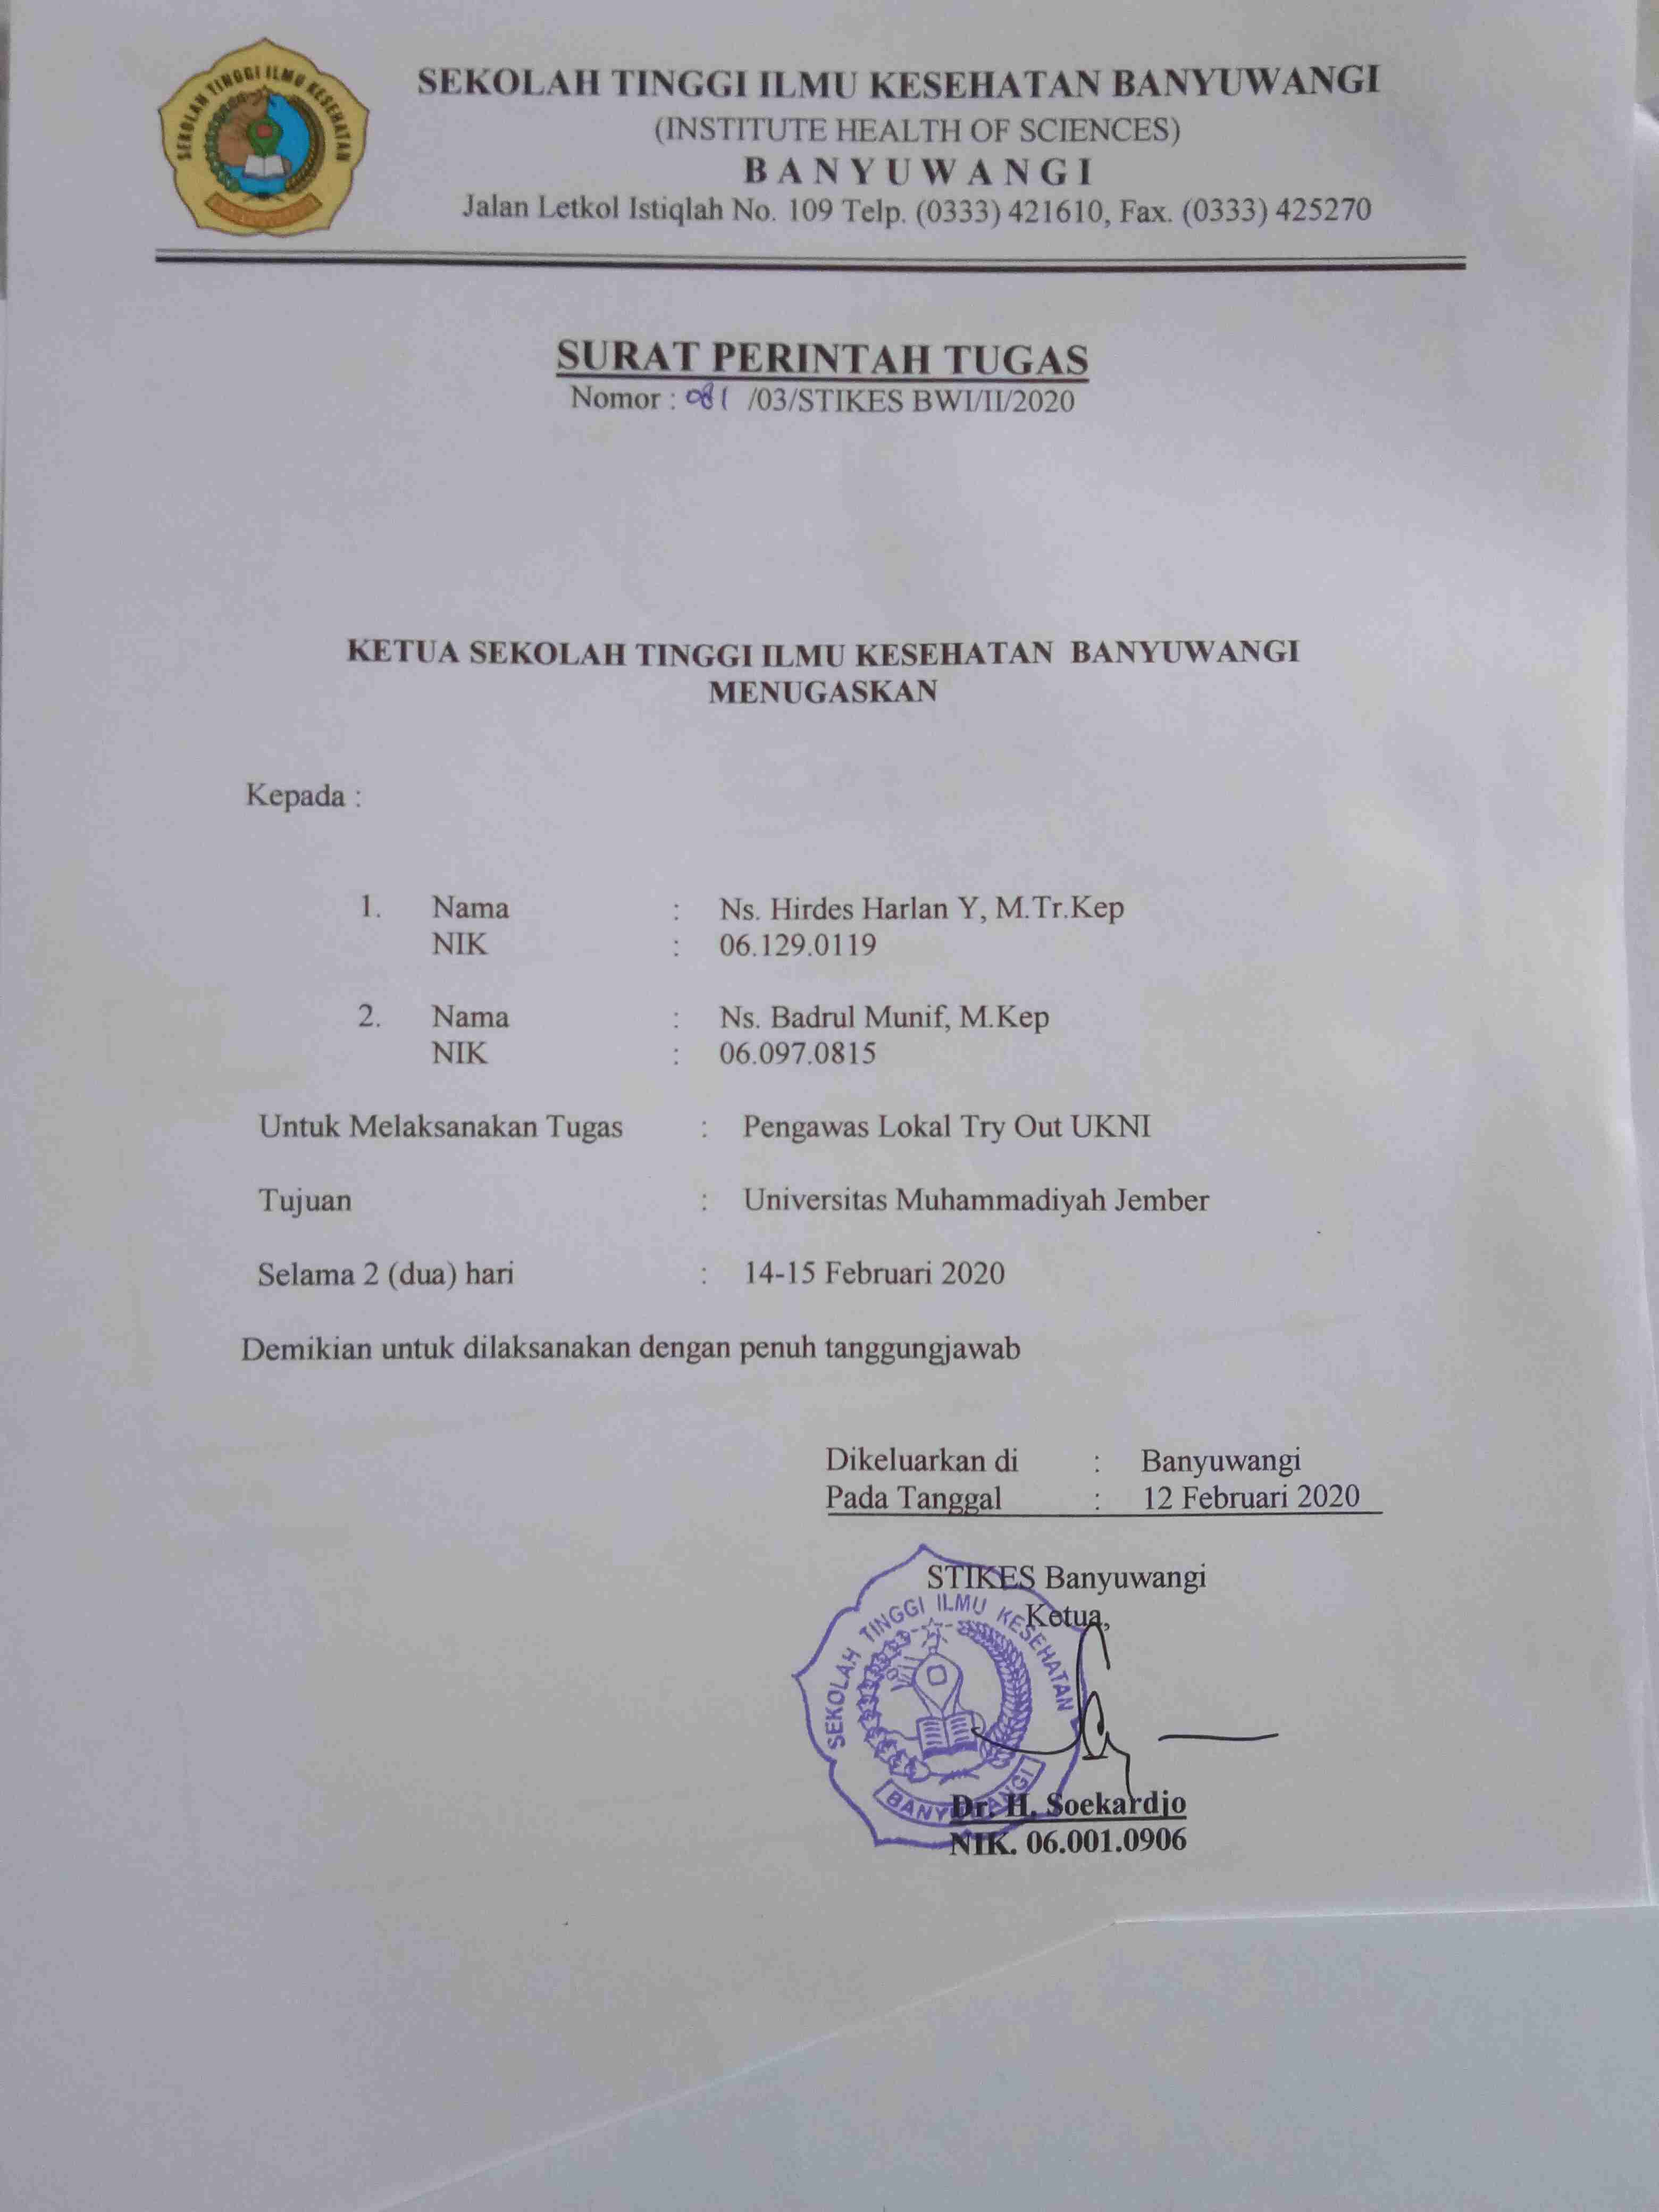 SEKOLAH TINGGI ILMU KESEHATAN
SEKOLAH TINGGI ILMU KESEHATAN BANYUWANGI
(INSTITUTE HEALTH OF SCIENCES)
BANYUWANGI
Jalan Letkol Istiqlah No. 109 Telp. (0333) 421610, Fax. (0333) 425270
SURAT PERINTAH TUGAS
Nomor : 081 /03/STIKES BWI/II/2020
KETUA SEKOLAH TINGGI ILMU KESEHATAN BANYUWANGI
MENUGASKAN
Kepada :
1. Nama : Ns. Hirdes Harlan Y, M.Tr.Kep
NIK : 06.129.0119
2. Nama : Ns. Badrul Munif, M.Kep
NIK : 06.097.0815
Untuk Melaksanakan Tugas : Pengawas Lokal Try Out UKNI
Tujuan : Universitas Muhammadiyah Jember
Selama 2 (dua) hari : 14-15 Februari 2020
Demikian untuk dilaksanakan dengan penuh tanggungjawab
Dikeluarkan di : Banyuwangi
Pada Tanggal : 12 Februari 2020
STIKES Banyuwangi
Ketua,
SEKOLAH TINGGI ILMU KESEHATAN
BANYUWANGI
Dr. H. Soekardjo
NIK. 06.001.0906